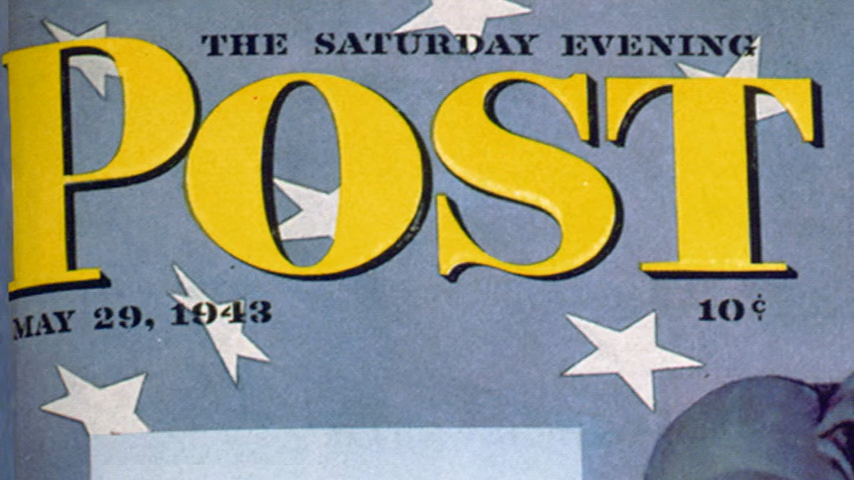 THE SATURDAY EVENING
POST
MAY 29, 1943
10¢